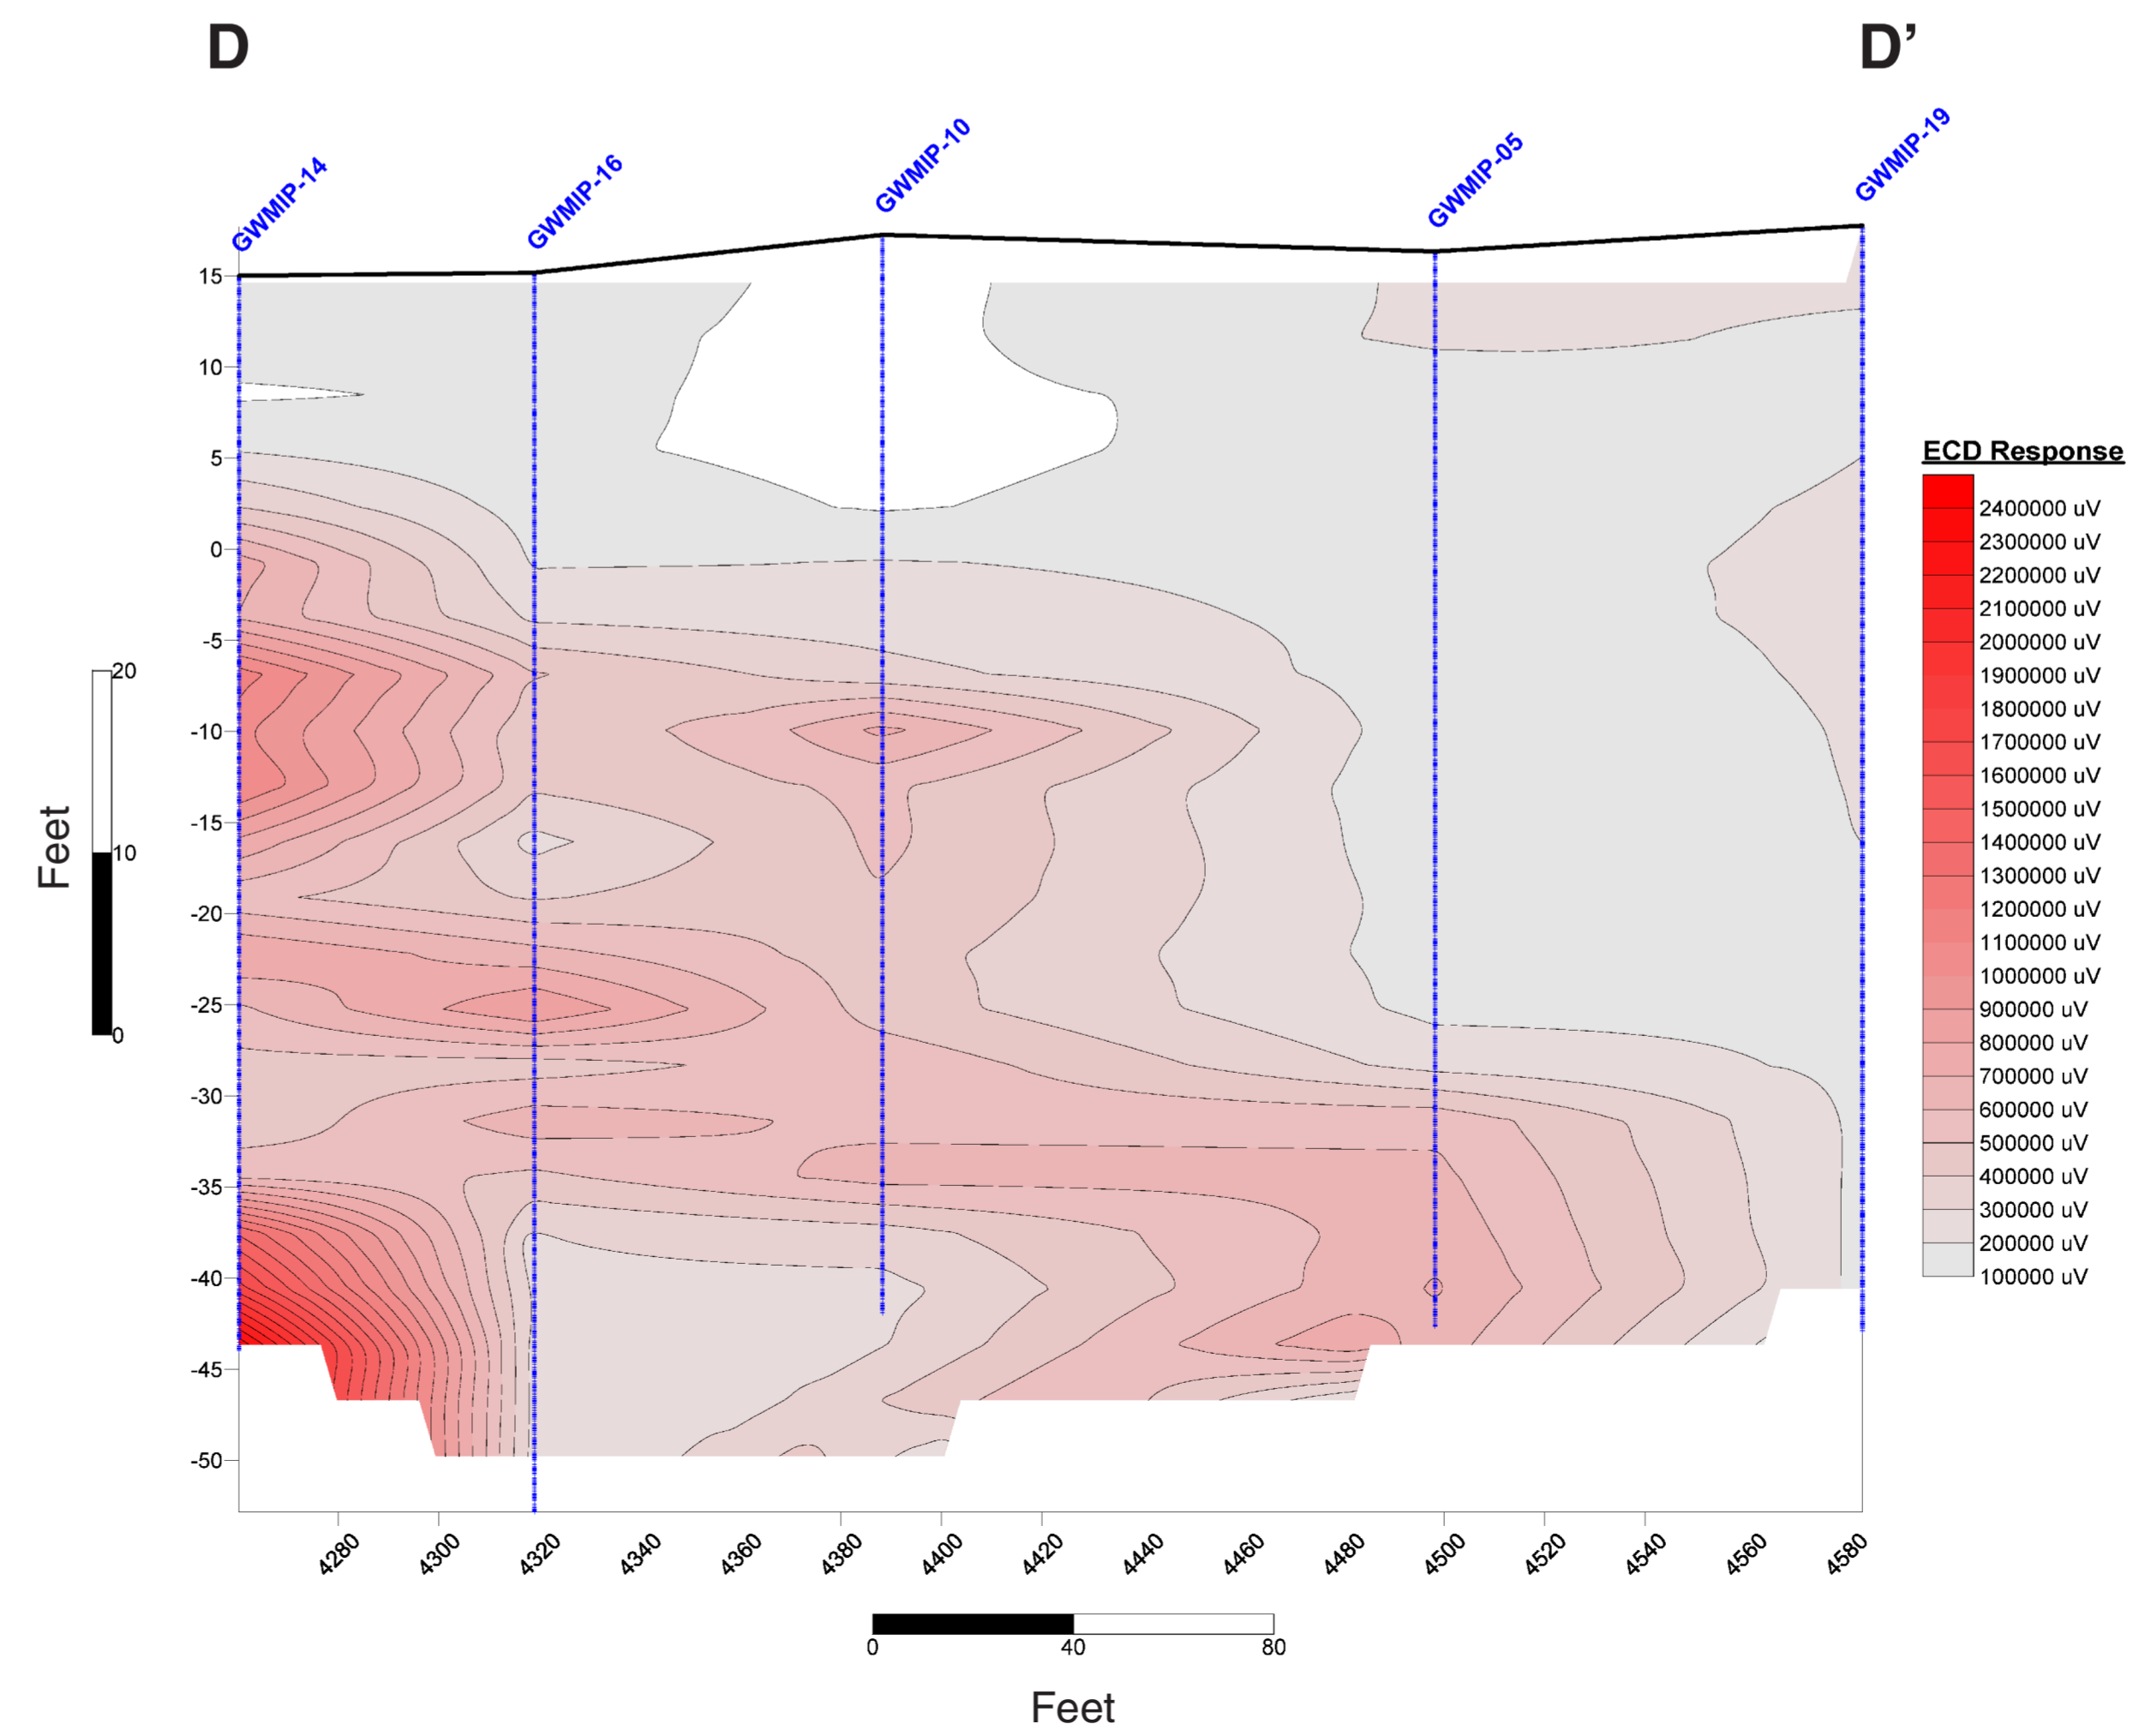 D
D’
GWMIP-14
GWMIP-16
GWMIP-10
GWMIP-05
GWMIP-19
15
10
5
0
-5
-10
-15
-20
-25
-30
-35
-40
-45
-50
20
10
0
Feet
4280
4300
4320
4340
4360
4380
4400
4420
4440
4460
4480
4500
4520
4540
4560
4580
0 40 80
Feet
ECD Response
2400000 uV
2300000 uV
2200000 uV
2100000 uV
2000000 uV
1900000 uV
1800000 uV
1700000 uV
1600000 uV
1500000 uV
1400000 uV
1300000 uV
1200000 uV
1100000 uV
1000000 uV
900000 uV
800000 uV
700000 uV
600000 uV
500000 uV
400000 uV
300000 uV
200000 uV
100000 uV